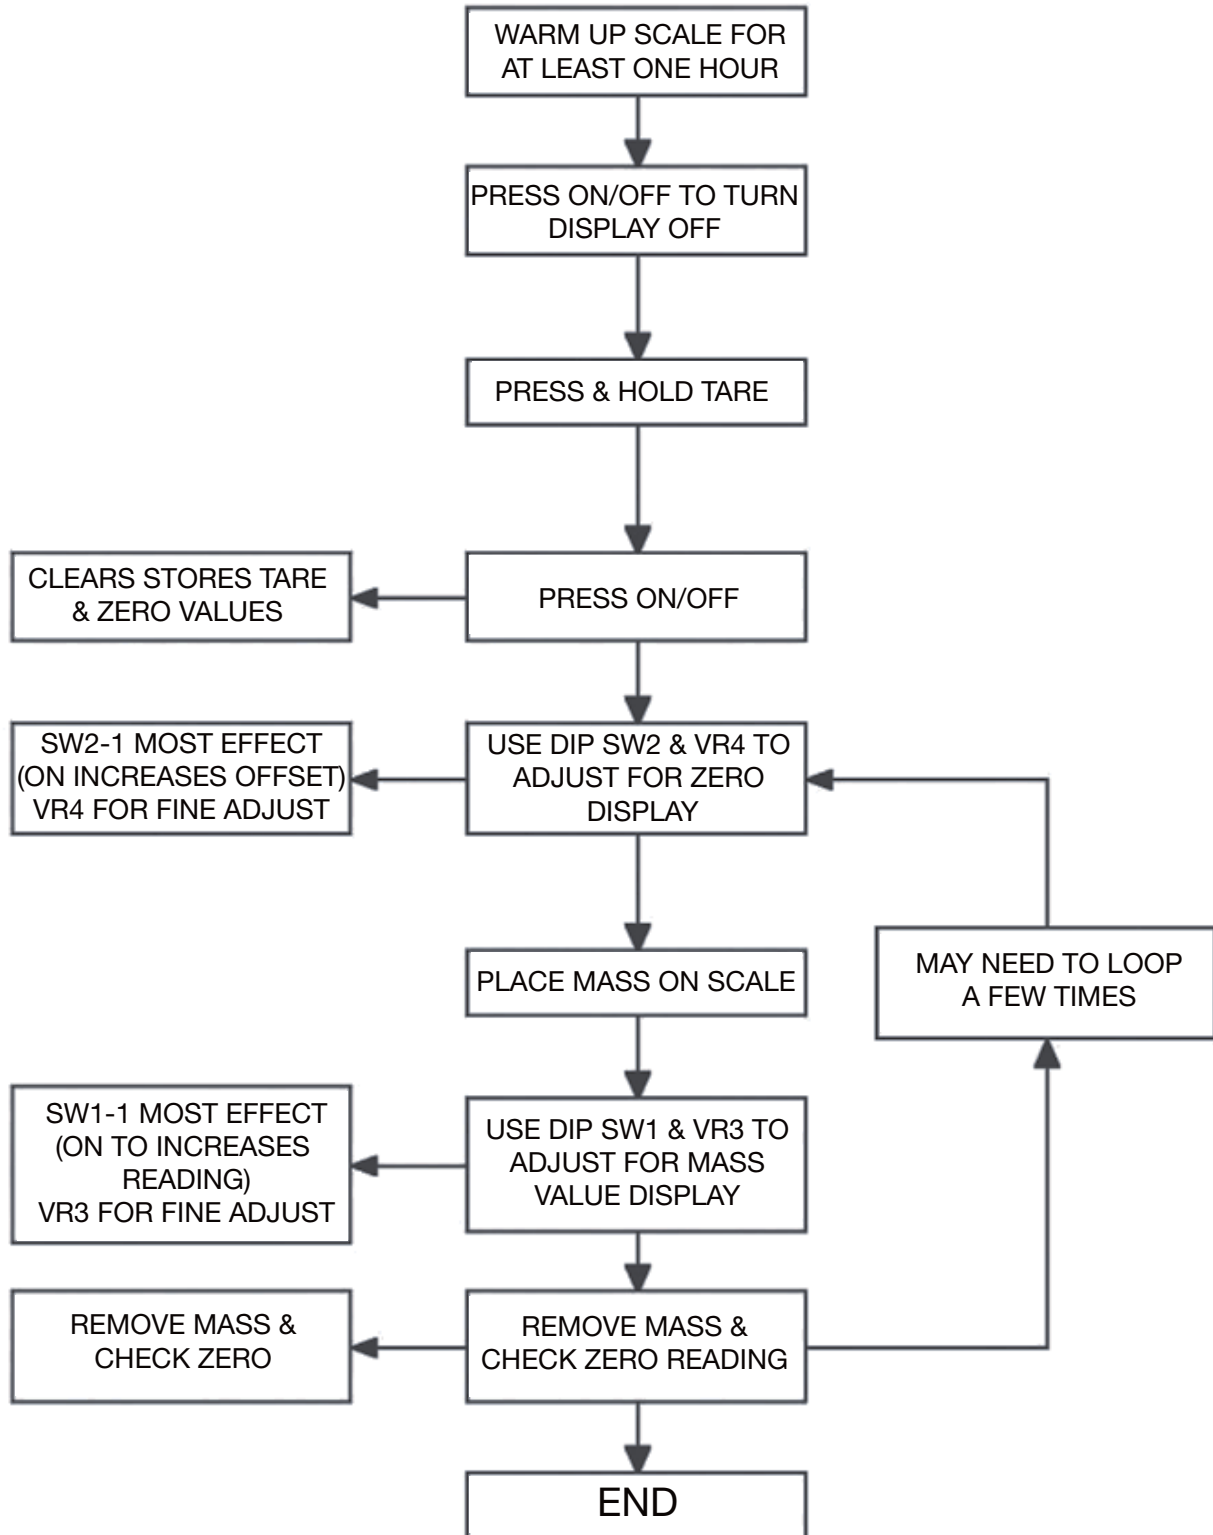 WARM UP SCALE FOR
AT LEAST ONE HOUR
PRESS ON/OFF TO TURN
DISPLAY OFF
PRESS & HOLD TARE
CLEARS STORES TARE
& ZERO VALUES
PRESS ON/OFF
SW2-1 MOST EFFECT
(ON INCREASES OFFSET)
VR4 FOR FINE ADJUST
USE DIP SW2 & VR4 TO
ADJUST FOR ZERO
DISPLAY
PLACE MASS ON SCALE
MAY NEED TO LOOP
A FEW TIMES
SW1-1 MOST EFFECT
(ON TO INCREASES
READING)
VR3 FOR FINE ADJUST
USE DIP SW1 & VR3 TO
ADJUST FOR MASS
VALUE DISPLAY
REMOVE MASS &
CHECK ZERO
REMOVE MASS &
CHECK ZERO READING
END